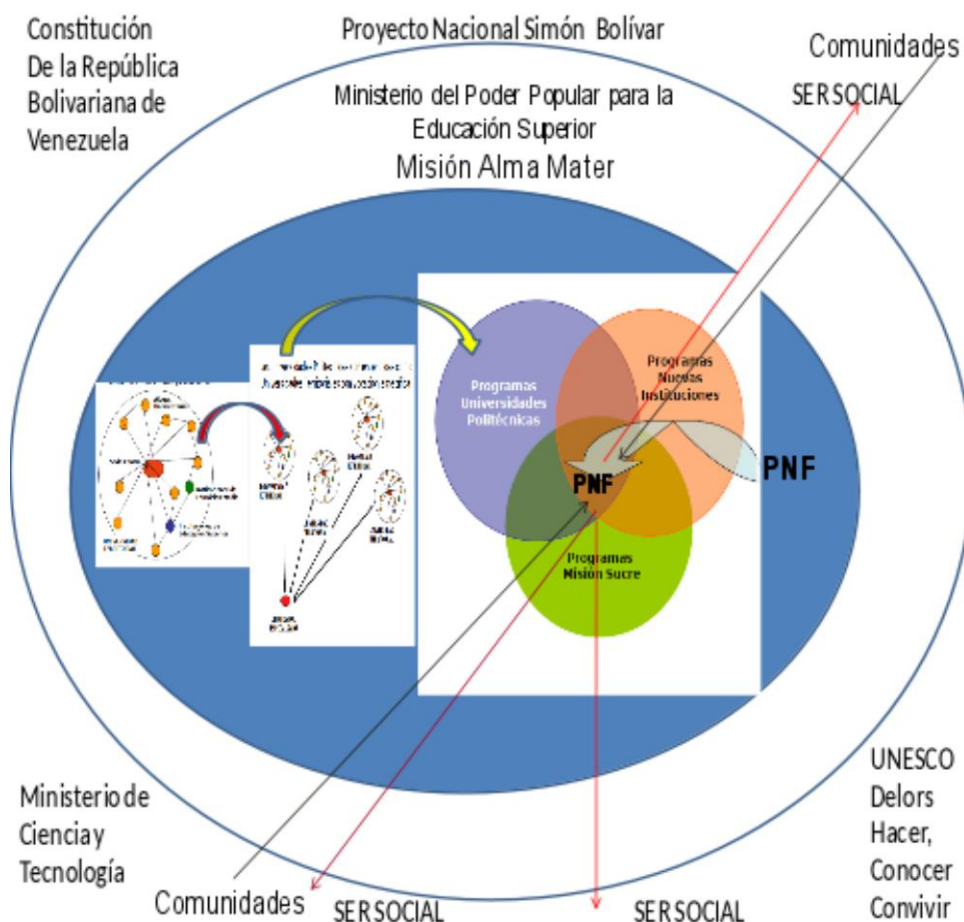 Constitución
De la República
Bolivariana de
Venezuela
Proyecto Nacional Simón Bolívar
Comunidades
SER SOCIAL
Ministerio del Poder Popular para la
Educación Superior
Misión Alma Mater
Programas
Universidades
Politécnicas
Programas
Nuevas
Instituciones
PNF
PNF
Programas
Misión Sucre
Ministerio de
Ciencia y
Tecnología
Comunidades
SER SOCIAL
SER SOCIAL
UNESCO
Delors
Hacer,
Conocer
Convivir